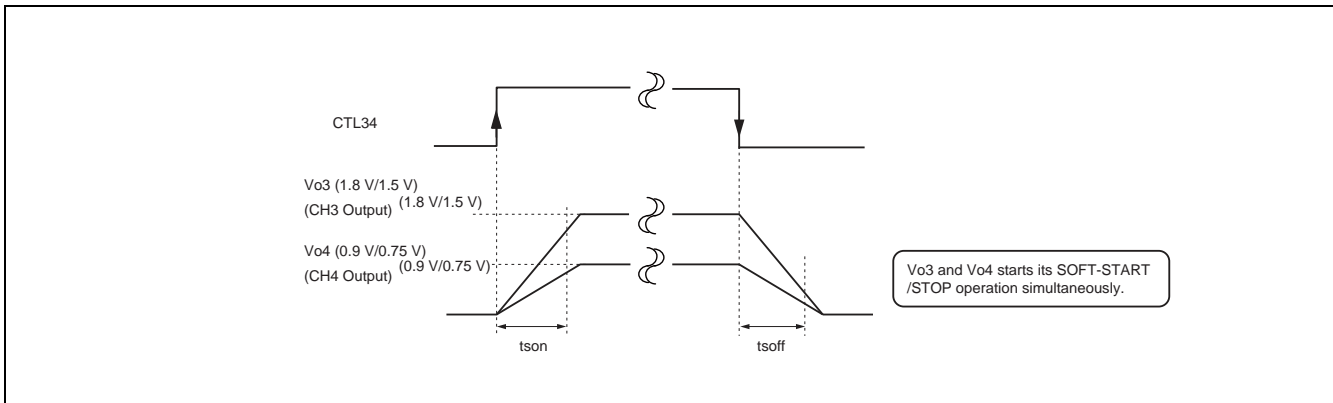 CTL34
Vo3 (1.8 V/1.5 V)
(CH3 Output) (1.8 V/1.5 V)
Vo4 (0.9 V/0.75 V)
(CH4 Output) (0.9 V/0.75 V)
Vo3 and Vo4 starts its SOFT-START
/STOP operation simultaneously.
tson
tsoff